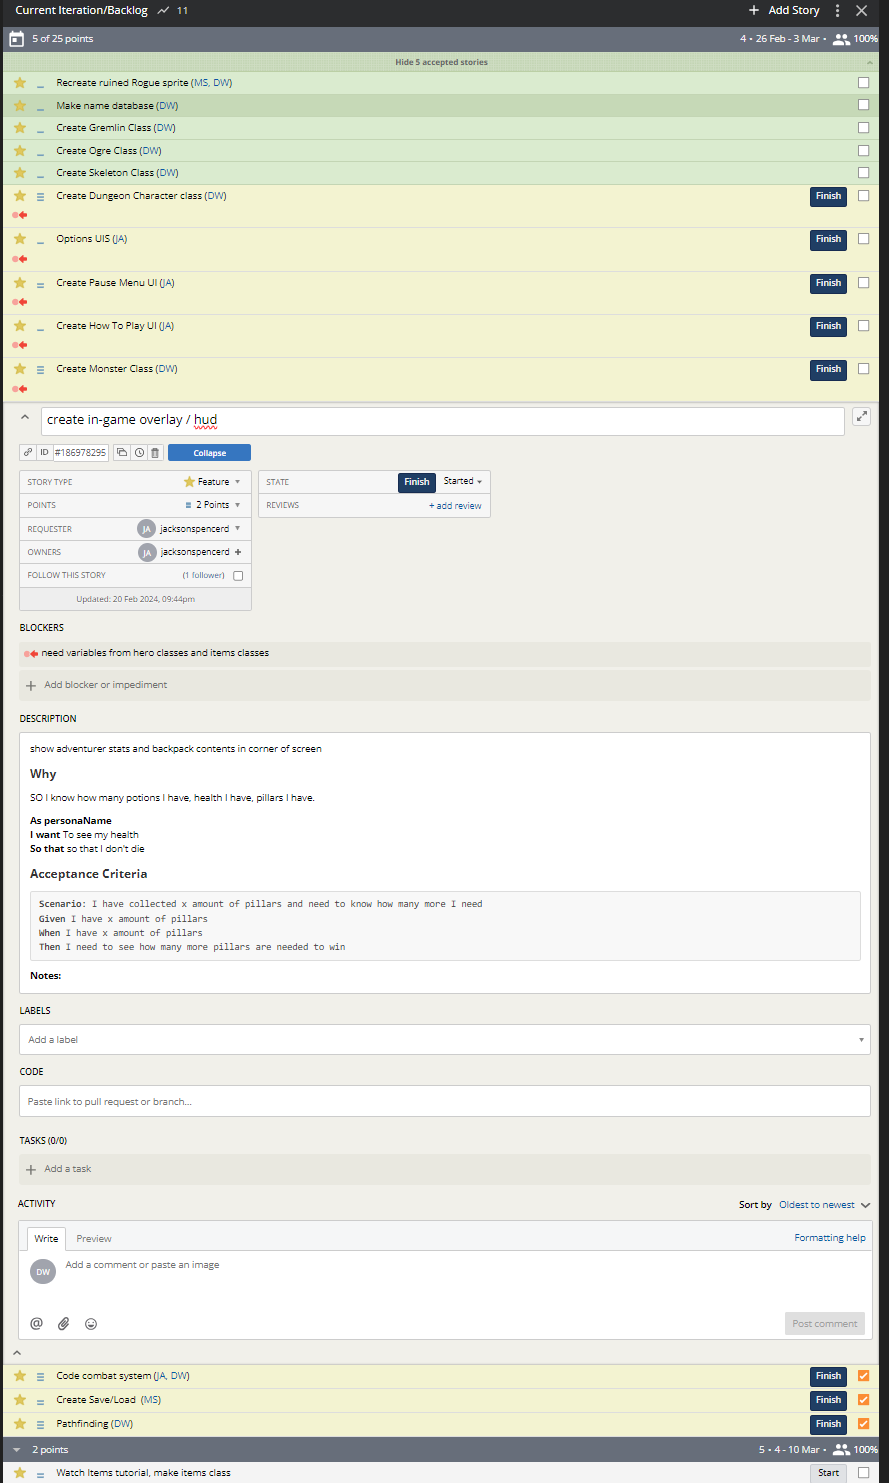 Current Iteration/Backlog 11 + Add Story
5 of 25 points 4 • 26 Feb - 3 Mar • 100%
Hide 5 accepted stories
Recreate ruined Rogue sprite (MS, DW)
Make name database (DW)
Create Gremlin Class (DW)
Create Ogre Class (DW)
Create Skeleton Class (DW)
Create Dungeon Character class (DW) Finish
Options UIS (JA) Finish
Create Pause Menu UI (JA) Finish
Create How To Play UI (JA) Finish
Create Monster Class (DW) Finish
create in-game overlay / hud
ID #186978295 Collapse
STORY TYPE Feature
STATE Finish Started
POINTS 2 Points
REVIEWS + add review
REQUESTER JA jacksonspencerd
OWNERS JA jacksonspencerd +
FOLLOW THIS STORY (1 follower)
Updated: 20 Feb 2024, 09:44pm
BLOCKERS
need variables from hero classes and items classes
+ Add blocker or impediment
DESCRIPTION
show adventurer stats and backpack contents in corner of screen
Why
SO I know how many potions I have, health I have, pillars I have.
As personaName
I want To see my health
So that so that I don't die
Acceptance Criteria
Scenario: I have collected x amount of pillars and need to know how many more I need
Given I have x amount of pillars
When I have x amount of pillars
Then I need to see how many more pillars are needed to win
Notes:
LABELS
Add a label
CODE
Paste link to pull request or branch...
TASKS (0/0)
+ Add a task
ACTIVITY Sort by Oldest to newest
Write Preview Formatting help
DW Add a comment or paste an image
@ Post comment
Code combat system (JA, DW) Finish
Create Save/Load (MS) Finish
Pathfinding (DW) Finish
2 points 5 • 4 - 10 Mar • 100%
Watch Items tutorial, make items class Start